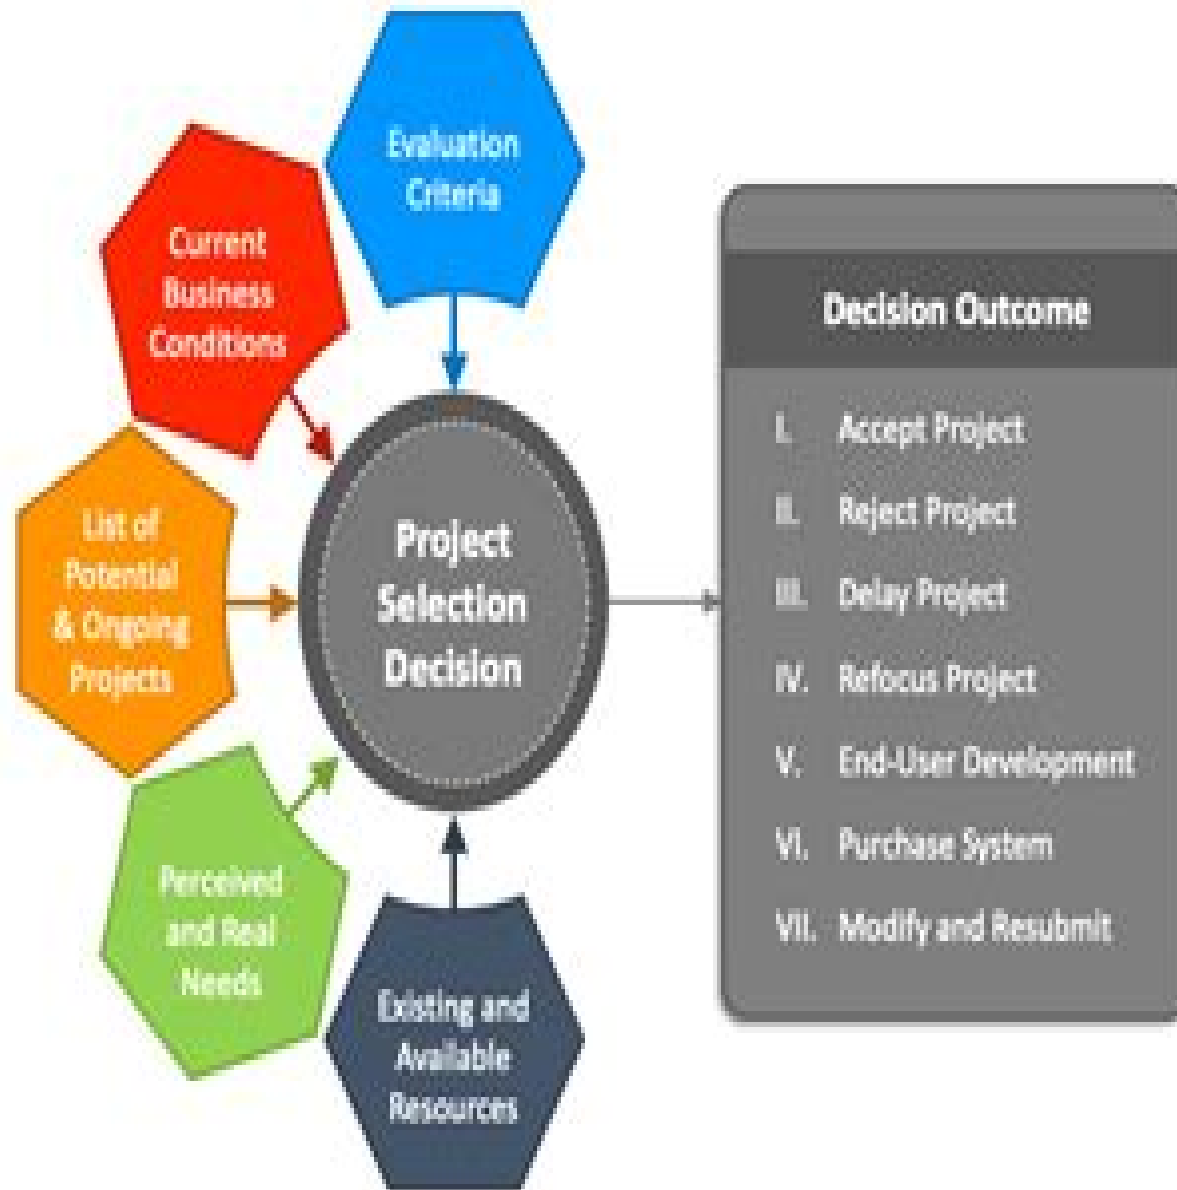 Evaluation
Criteria
Current
Business
Conditions
List of
Potential
& Ongoing
Projects
Perceived
and Real
Needs
Existing and
Available
Resources
Project
Selection
Decision
Decision Outcome
I. Accept Project
II. Reject Project
III. Delay Project
IV. Refocus Project
V. End-User Development
VI. Purchase System
VII. Modify and Resubmit